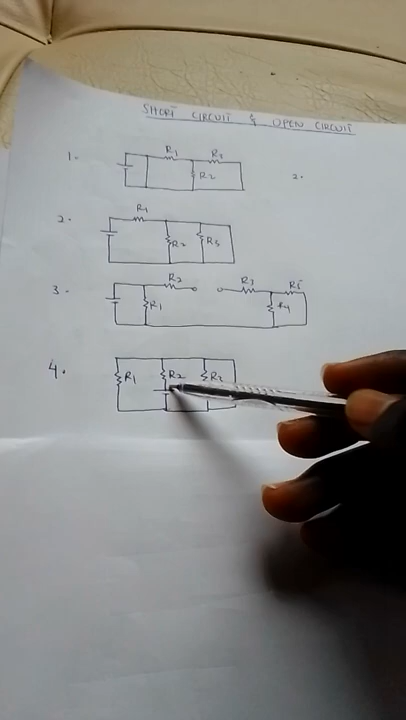 SHORT CIRCUIT & OPEN CIRCUIT
1. R1 R3
R2 2.
2. R1
R2 R3
3. R2 R3 R5
R1 R4
4. R1 R2 R2